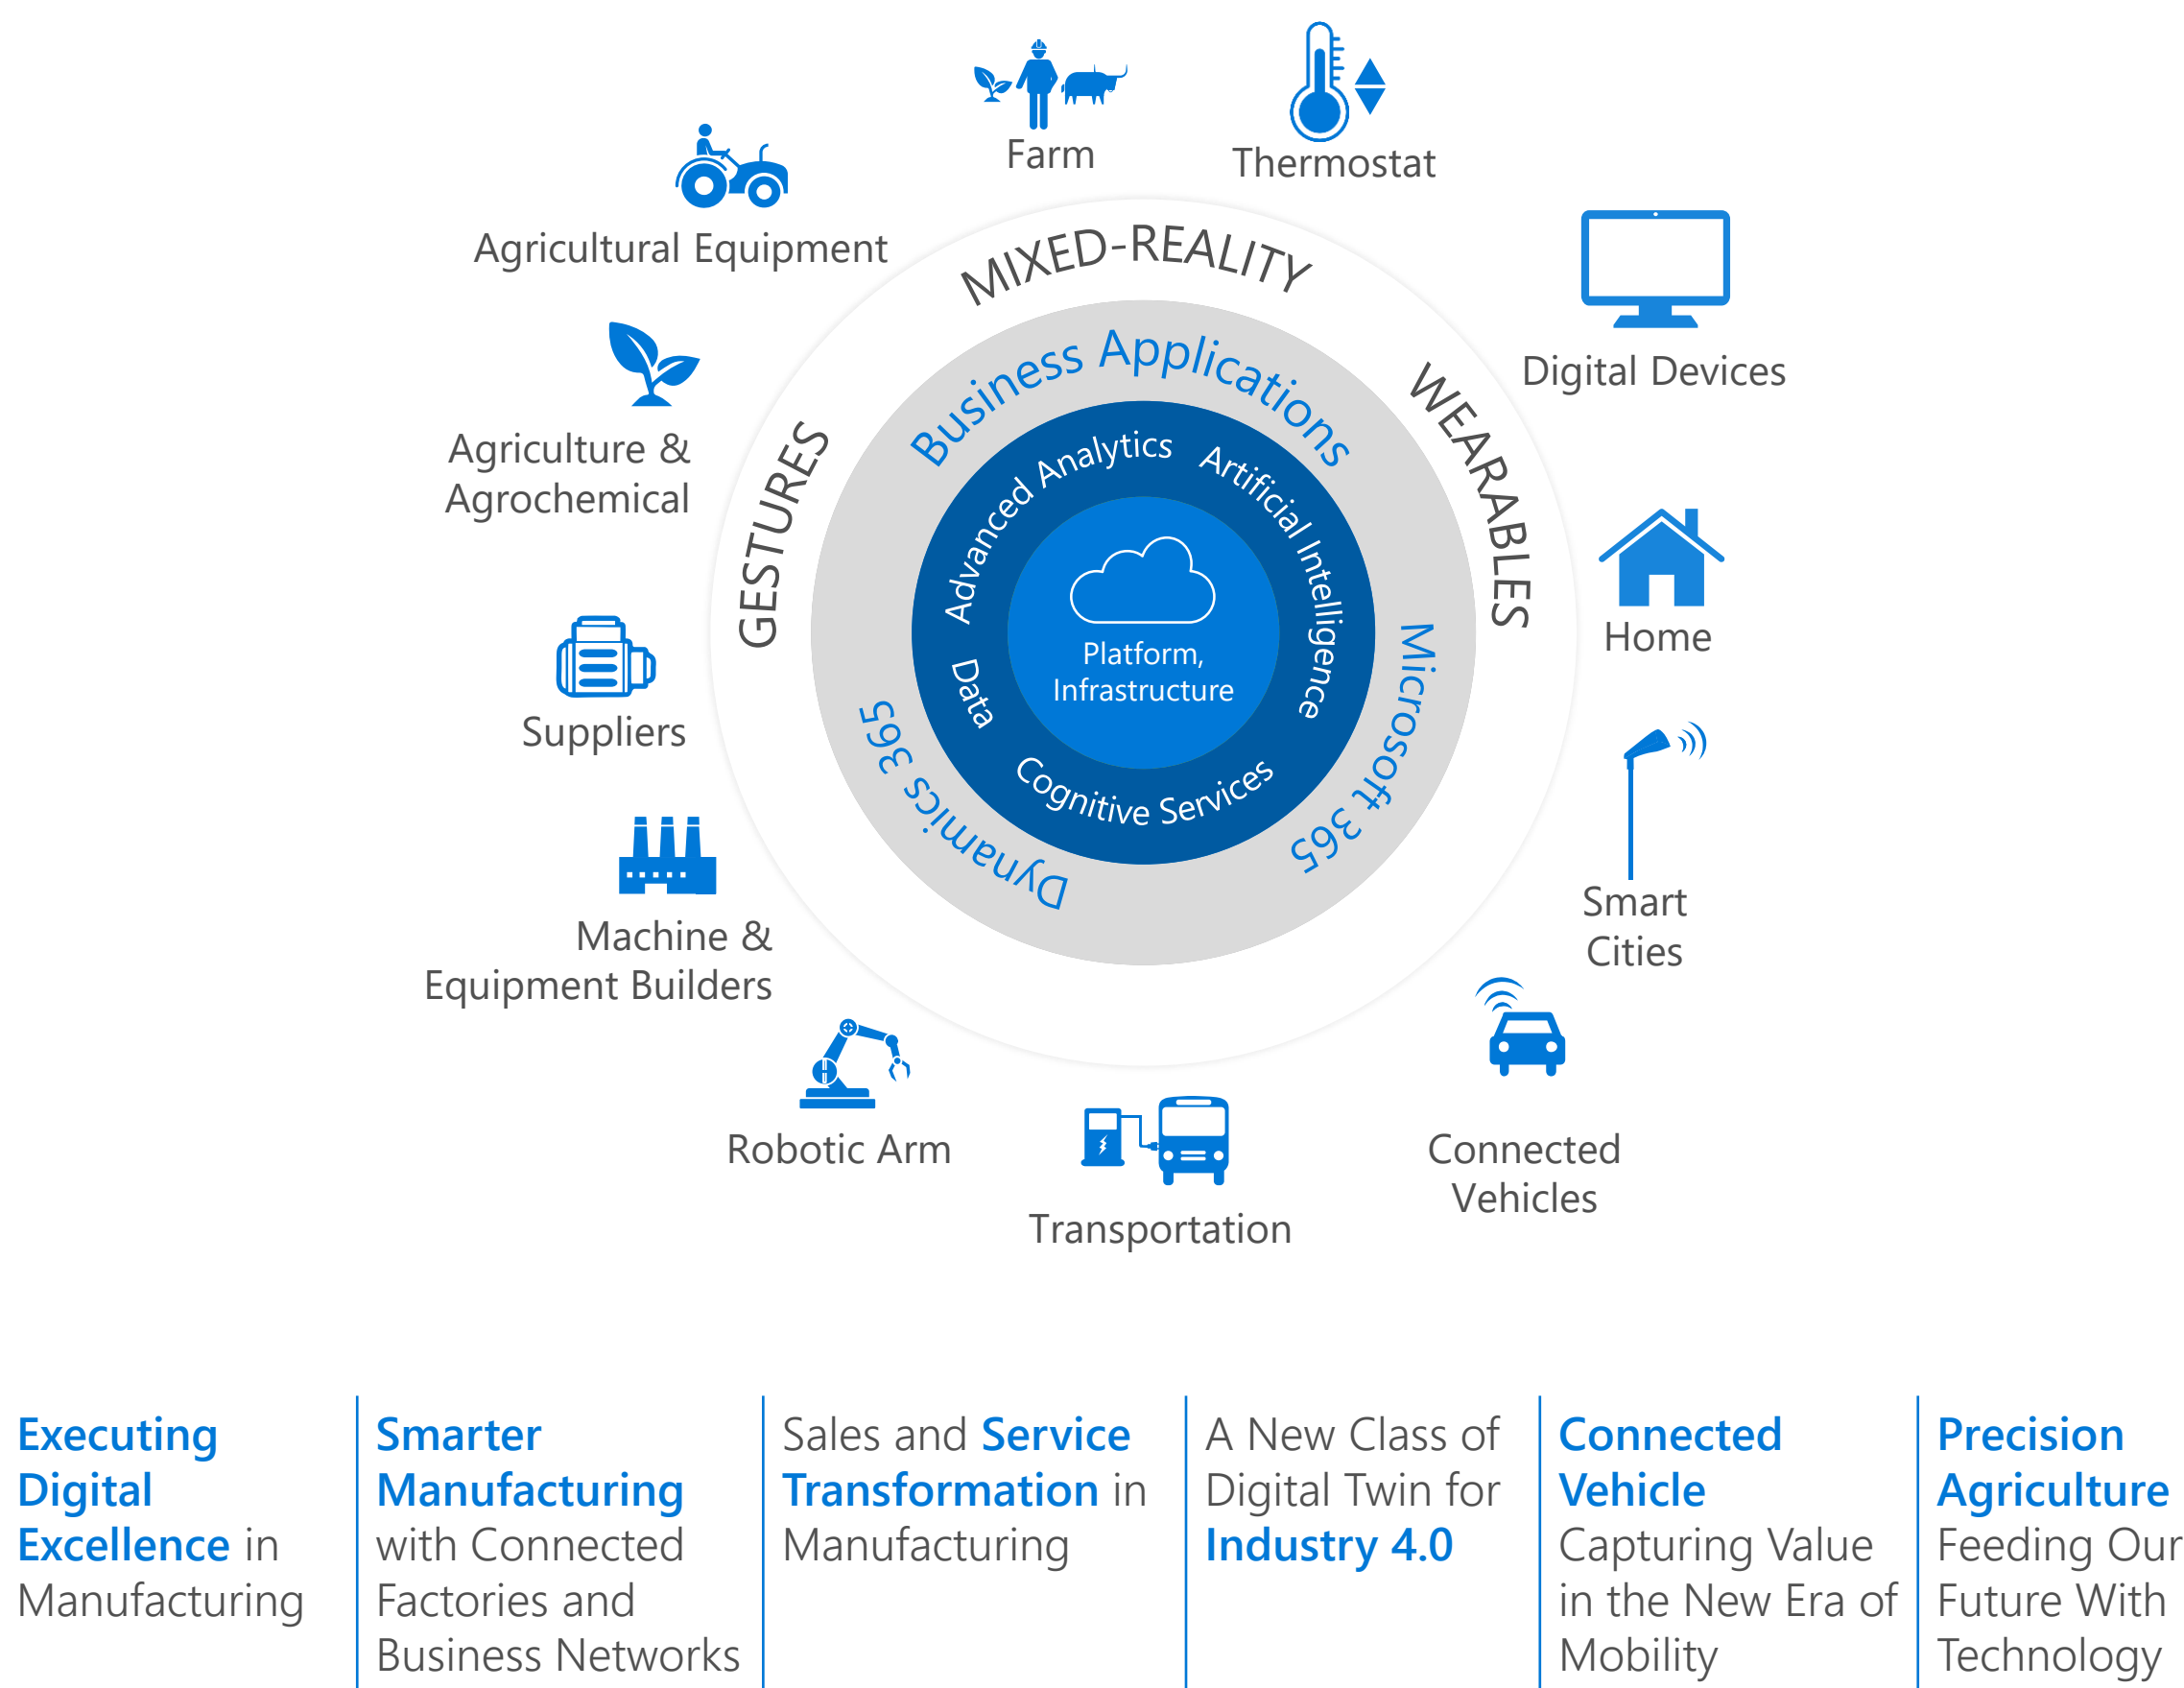 Farm
Thermostat
Agricultural Equipment
MIXED-REALITY
Digital Devices
Business Applications
WEARABLES
GESTURES
Agriculture &
Agrochemical
Advanced Analytics
Artificial Intelligence
Home
Platform,
Infrastructure
Microsoft 365
Data
Suppliers
Dynamics 365
Cognitive Services
Smart
Cities
Machine &
Equipment Builders
Robotic Arm
Connected
Vehicles
Transportation
Executing
Digital
Excellence in
Manufacturing
Smarter
Manufacturing
with Connected
Factories and
Business Networks
Sales and Service
Transformation in
Manufacturing
A New Class of
Digital Twin for
Industry 4.0
Connected
Vehicle
Capturing Value
in the New Era of
Mobility
Precision
Agriculture
Feeding Our
Future With
Technology